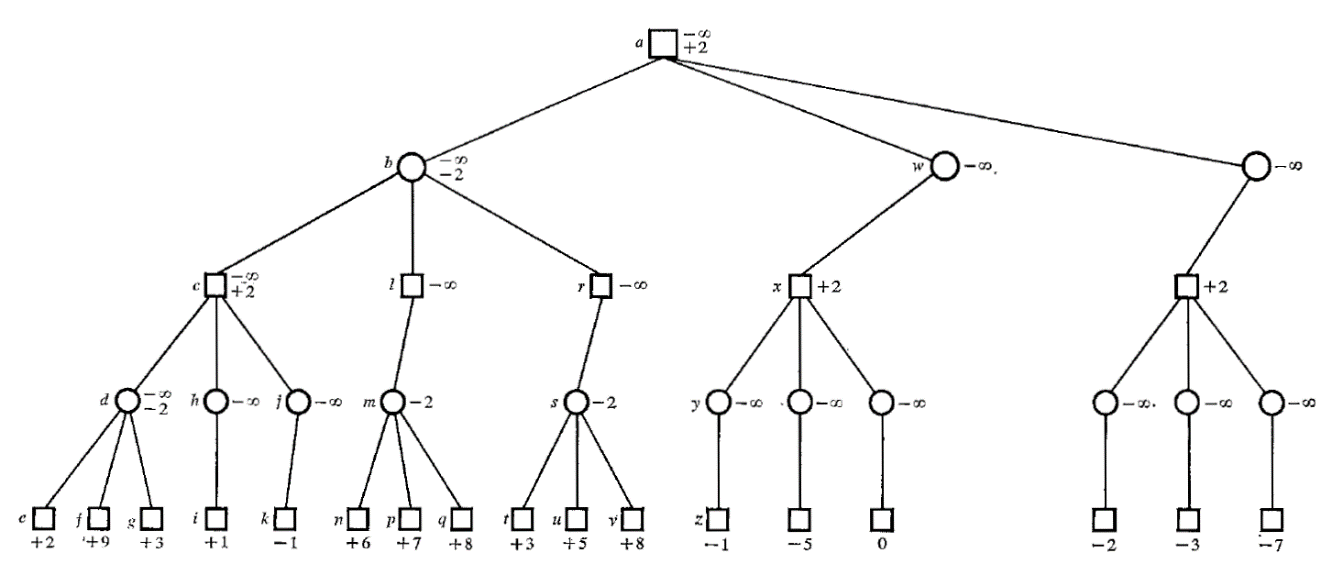 a −∞
+2
b −∞
−2
w −∞.
−∞
c −∞
+2
l −∞
r −∞
x +2
+2
d −∞
−2
h −∞
j −∞
m −2
s −2
y −∞
−∞
−∞
−∞.
−∞
−∞
e f g i k n p q t u v z
+2 +9 +3 +1 −1 +6 +7 +8 +3 +5 +8 −1 −5 0 −2 −3 −7